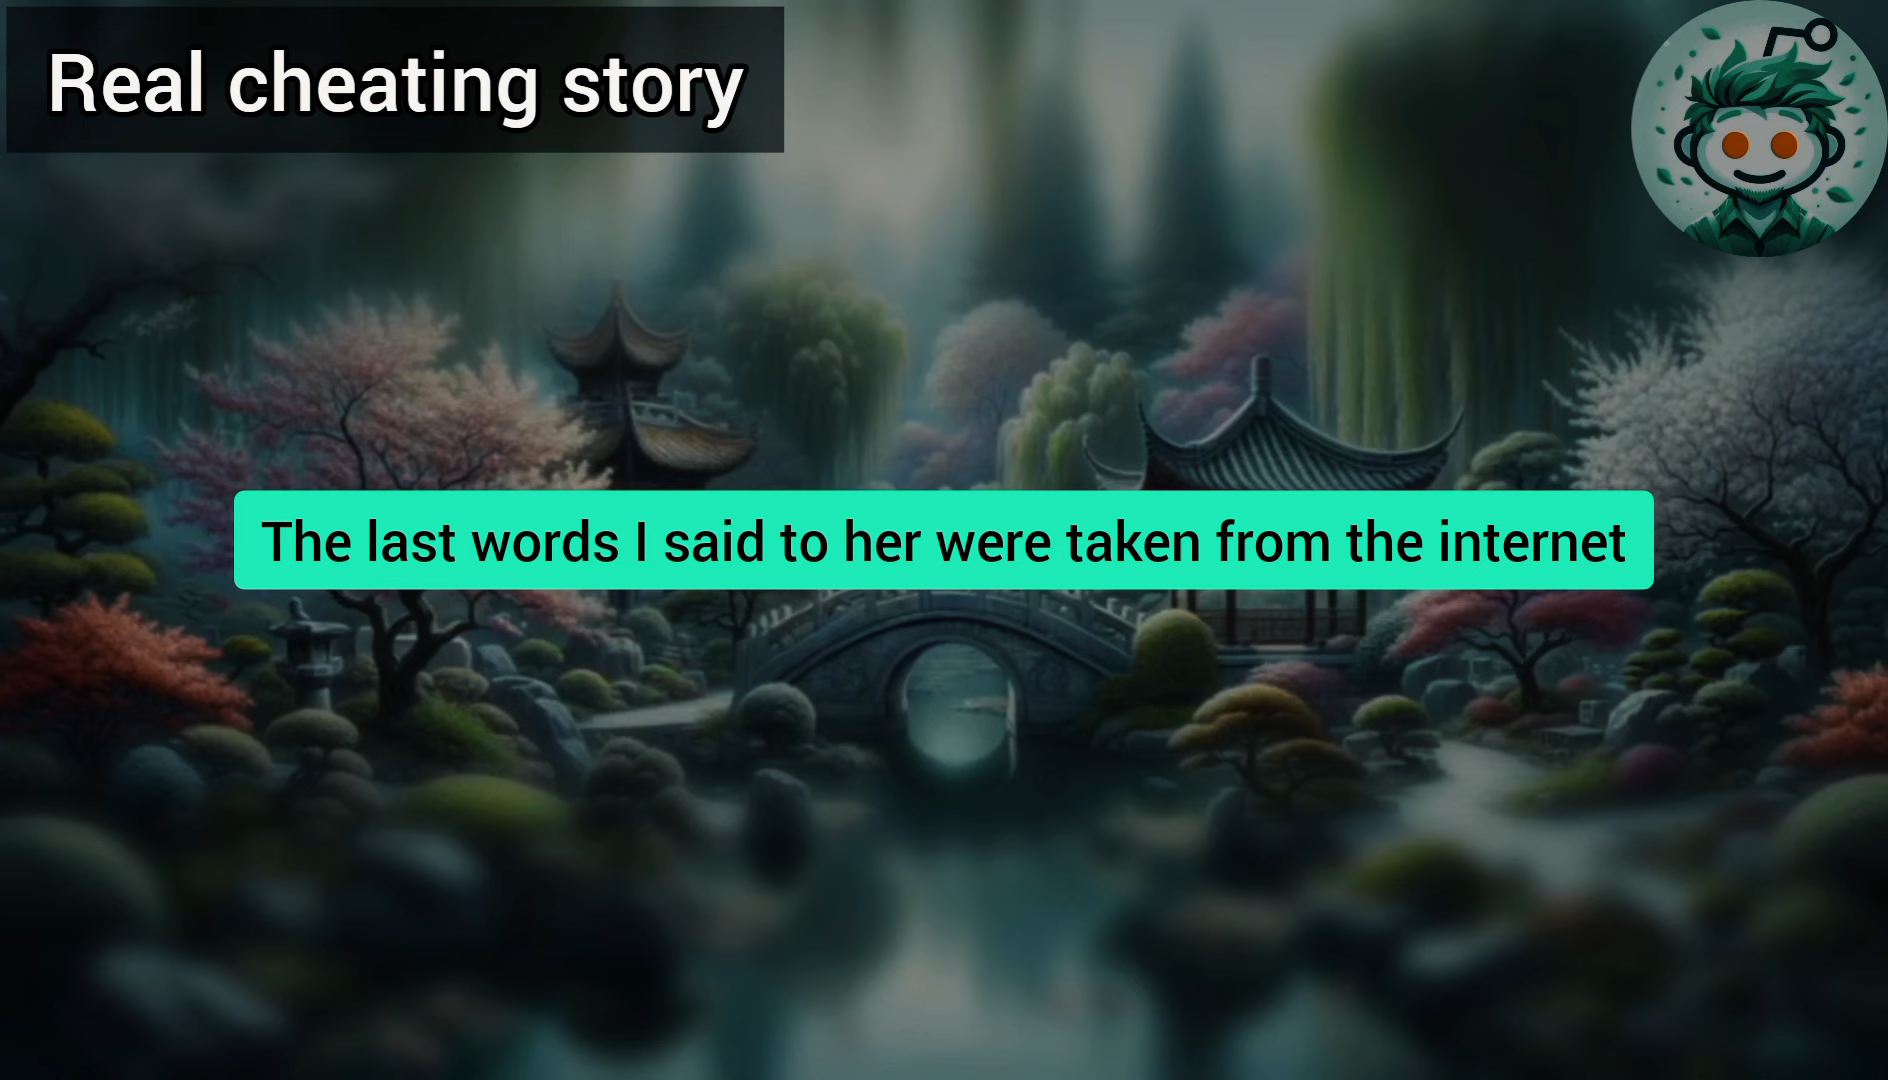 Real cheating story
The last words I said to her were taken from the internet